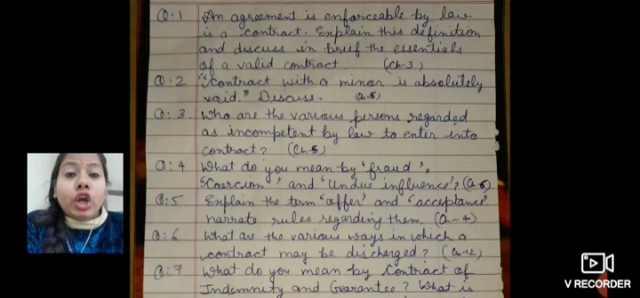 Q:1 An agreement is enforceable by law
is a contract. Explain this definition
and discuss in brief the essentials
of a valid contract. (Ch-3)
Q:2 "Contract with a minor is absolutely
void." Discuss. (Ch-5)
Q:3 Who are the various persons regarded
as incompetent by law to enter into
contract? (Ch-5)
Q:4 What do you mean by 'fraud',
'Coercion' and 'Undue influence'? (Ch-6)
Q:5 Explain the term 'offer' and 'acceptance'
narrate rules regarding them. (Ch-4)
Q:6 What are the various ways in which a
contract may be discharged? (Ch-12)
Q:7 What do you mean by Contract of
Indemnity and Guarantee? What is
V RECORDER